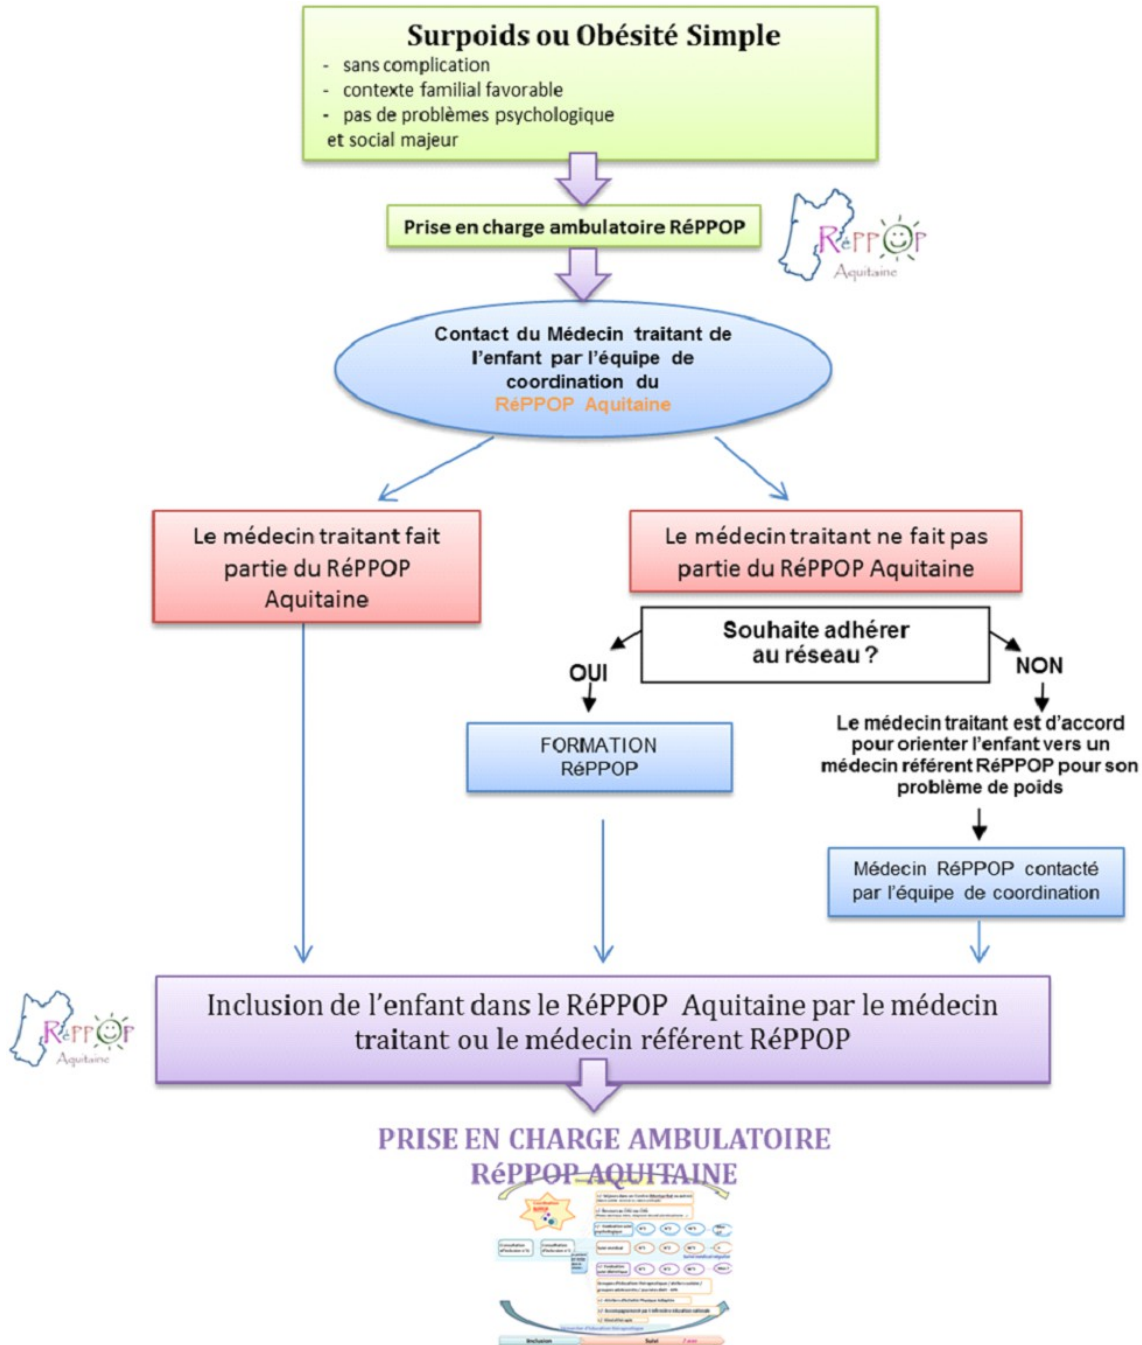 Surpoids ou Obésité Simple
- sans complication
- contexte familial favorable
- pas de problèmes psychologique
et social majeur
Prise en charge ambulatoire RéPPOP
RéPPOP
Aquitaine
Contact du Médecin traitant de
l'enfant par l'équipe de
coordination du
RéPPOP Aquitaine
Le médecin traitant fait
partie du RéPPOP
Aquitaine
Le médecin traitant ne fait pas
partie du RéPPOP Aquitaine
Souhaite adhérer
au réseau ?
OUI
NON
FORMATION
RéPPOP
Le médecin traitant est d'accord
pour orienter l'enfant vers un
médecin référent RéPPOP pour son
problème de poids
Médecin RéPPOP contacté
par l'équipe de coordination
Inclusion de l'enfant dans le RéPPOP Aquitaine par le médecin
traitant ou le médecin référent RéPPOP
RéPPOP
Aquitaine
PRISE EN CHARGE AMBULATOIRE
RéPPOP AQUITAINE
Suivi médical
Inclusion
Suivi